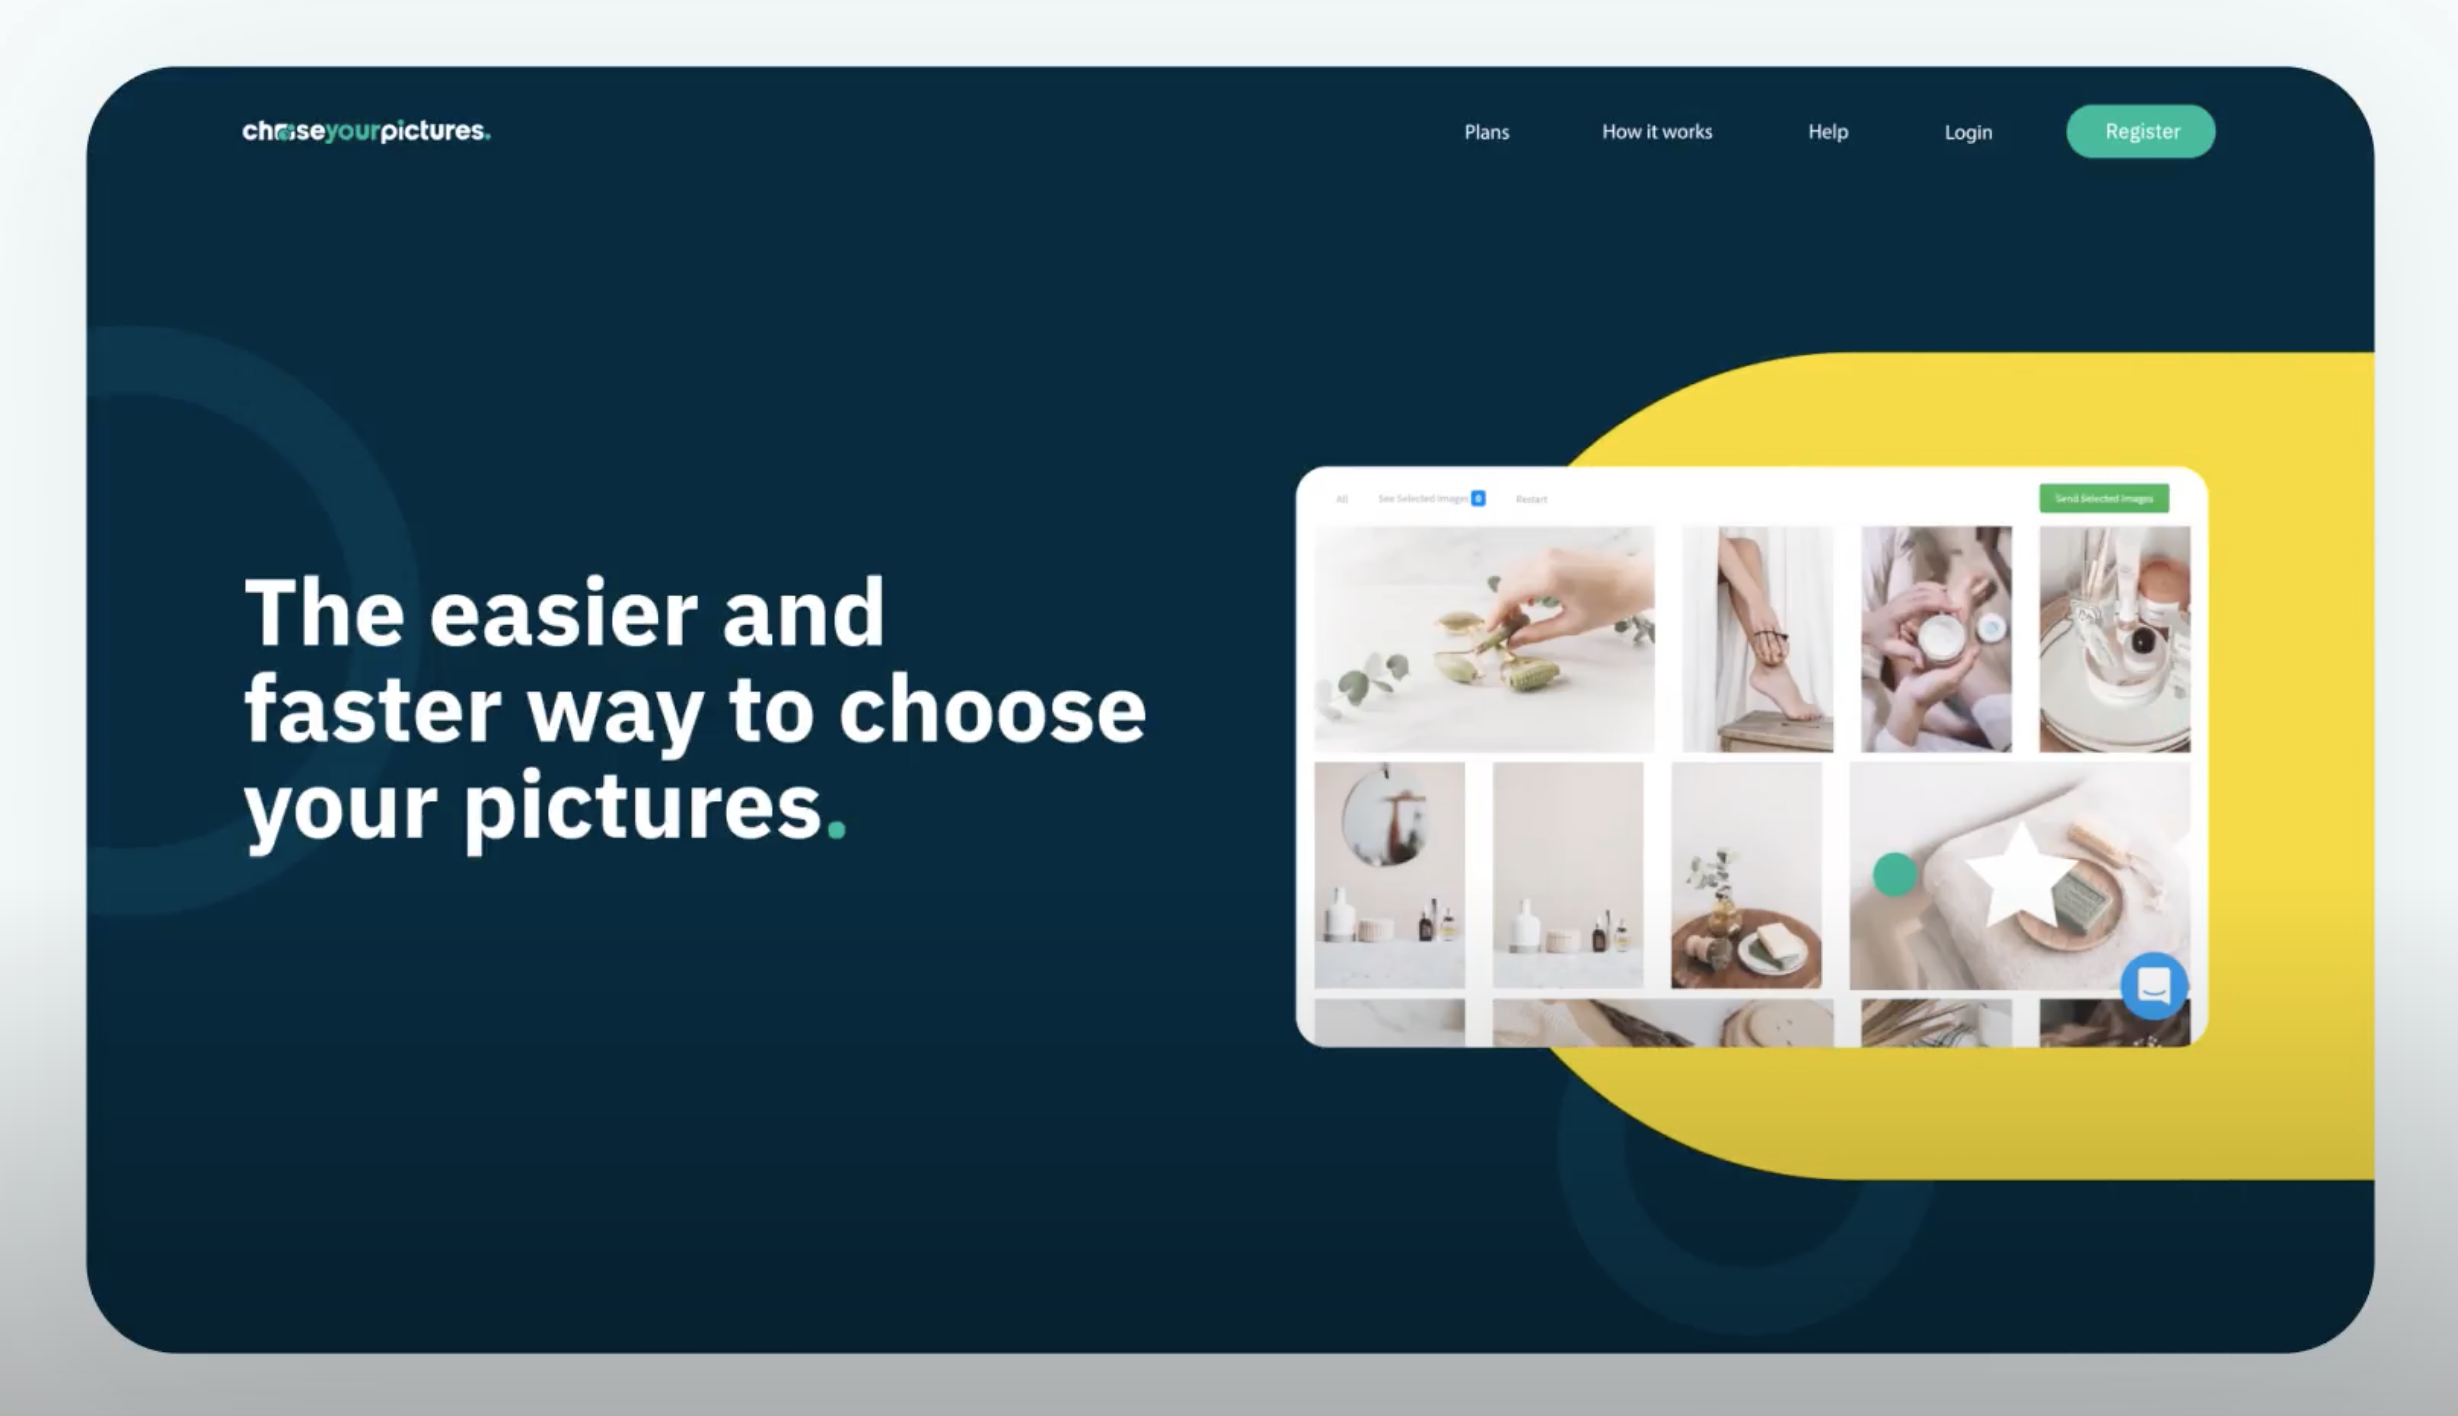 chooseyourpictures.
Plans
How it works
Help
Login
Register
All
See Selected Images 0
Restart
Send Selected Images
The easier and
faster way to choose
your pictures.